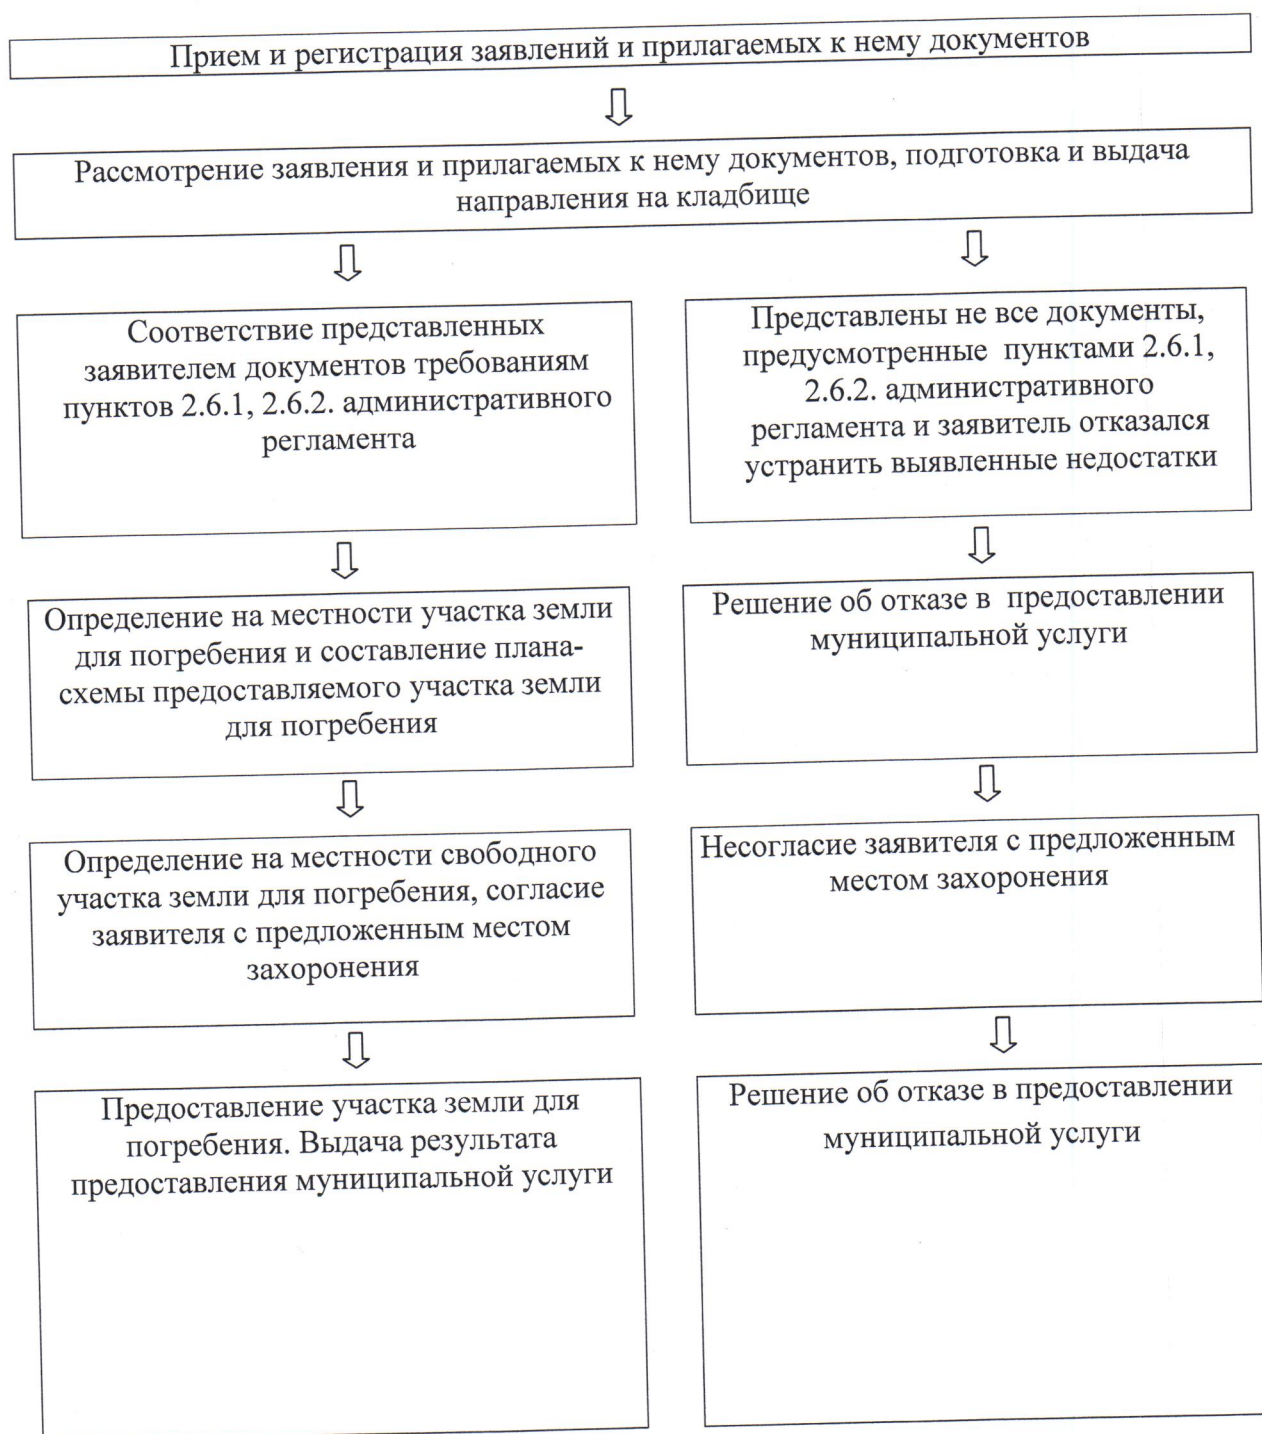 Прием и регистрация заявлений и прилагаемых к нему документов
Рассмотрение заявления и прилагаемых к нему документов, подготовка и выдача
направления на кладбище
Соответствие представленных
заявителем документов требованиям
пунктов 2.6.1, 2.6.2. административного
регламента
Представлены не все документы,
предусмотренные пунктами 2.6.1,
2.6.2. административного
регламента и заявитель отказался
устранить выявленные недостатки
Определение на местности участка земли
для погребения и составление плана-
схемы предоставляемого участка земли
для погребения
Решение об отказе в предоставлении
муниципальной услуги
Определение на местности свободного
участка земли для погребения, согласие
заявителя с предложенным местом
захоронения
Несогласие заявителя с предложенным
местом захоронения
Предоставление участка земли для
погребения. Выдача результата
предоставления муниципальной услуги
Решение об отказе в предоставлении
муниципальной услуги